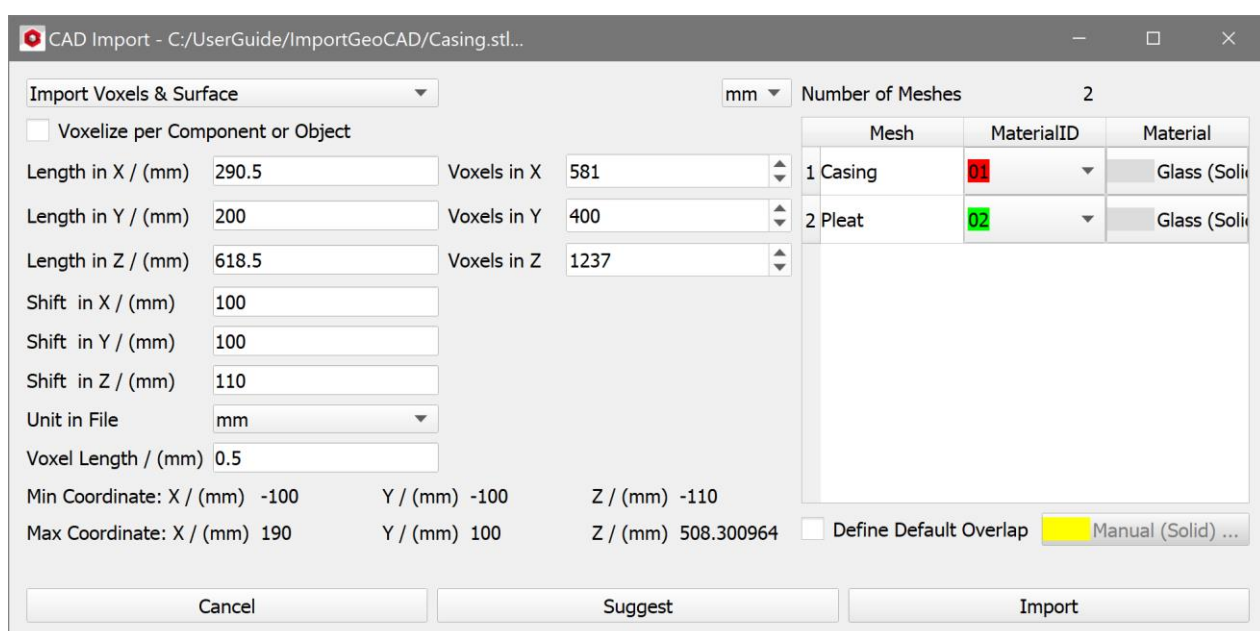 CAD Import - C:/UserGuide/ImportGeoCAD/Casing.stl...
Import Voxels & Surface
mm
Number of Meshes 2
Voxelize per Component or Object
Mesh MaterialID Material
Length in X / (mm) 290.5 Voxels in X 581
1 Casing 01 Glass (Soli
Length in Y / (mm) 200 Voxels in Y 400
2 Pleat 02 Glass (Soli
Length in Z / (mm) 618.5 Voxels in Z 1237
Shift in X / (mm) 100
Shift in Y / (mm) 100
Shift in Z / (mm) 110
Unit in File mm
Voxel Length / (mm) 0.5
Min Coordinate: X / (mm) -100 Y / (mm) -100 Z / (mm) -110
Max Coordinate: X / (mm) 190 Y / (mm) 100 Z / (mm) 508.300964
Define Default Overlap Manual (Solid) ...
Cancel Suggest Import